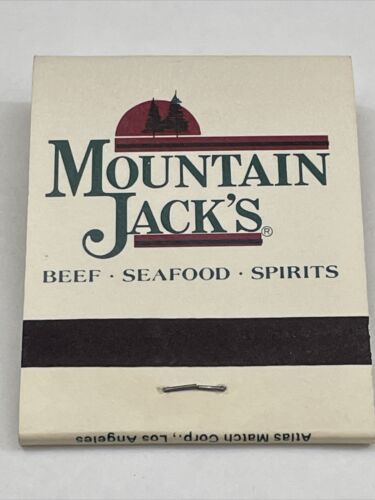 MOUNTAIN
JACK'S®
BEEF · SEAFOOD · SPIRITS
Atlas Match Corp., Los Angeles